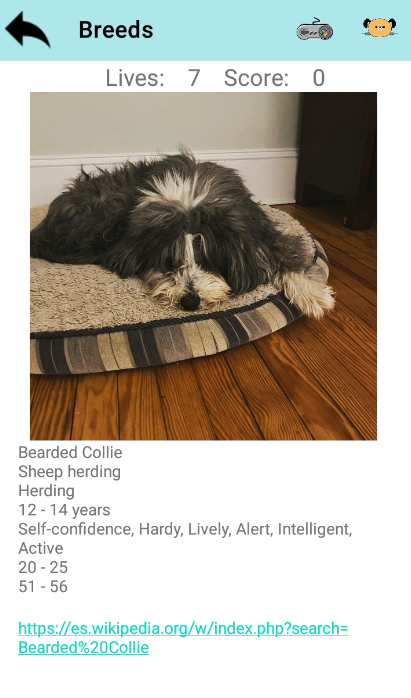 Breeds
Lives: 7 Score: 0
Bearded Collie
Sheep herding
Herding
12 - 14 years
Self-confidence, Hardy, Lively, Alert, Intelligent,
Active
20 - 25
51 - 56
https://es.wikipedia.org/w/index.php?search=
Bearded%20Collie